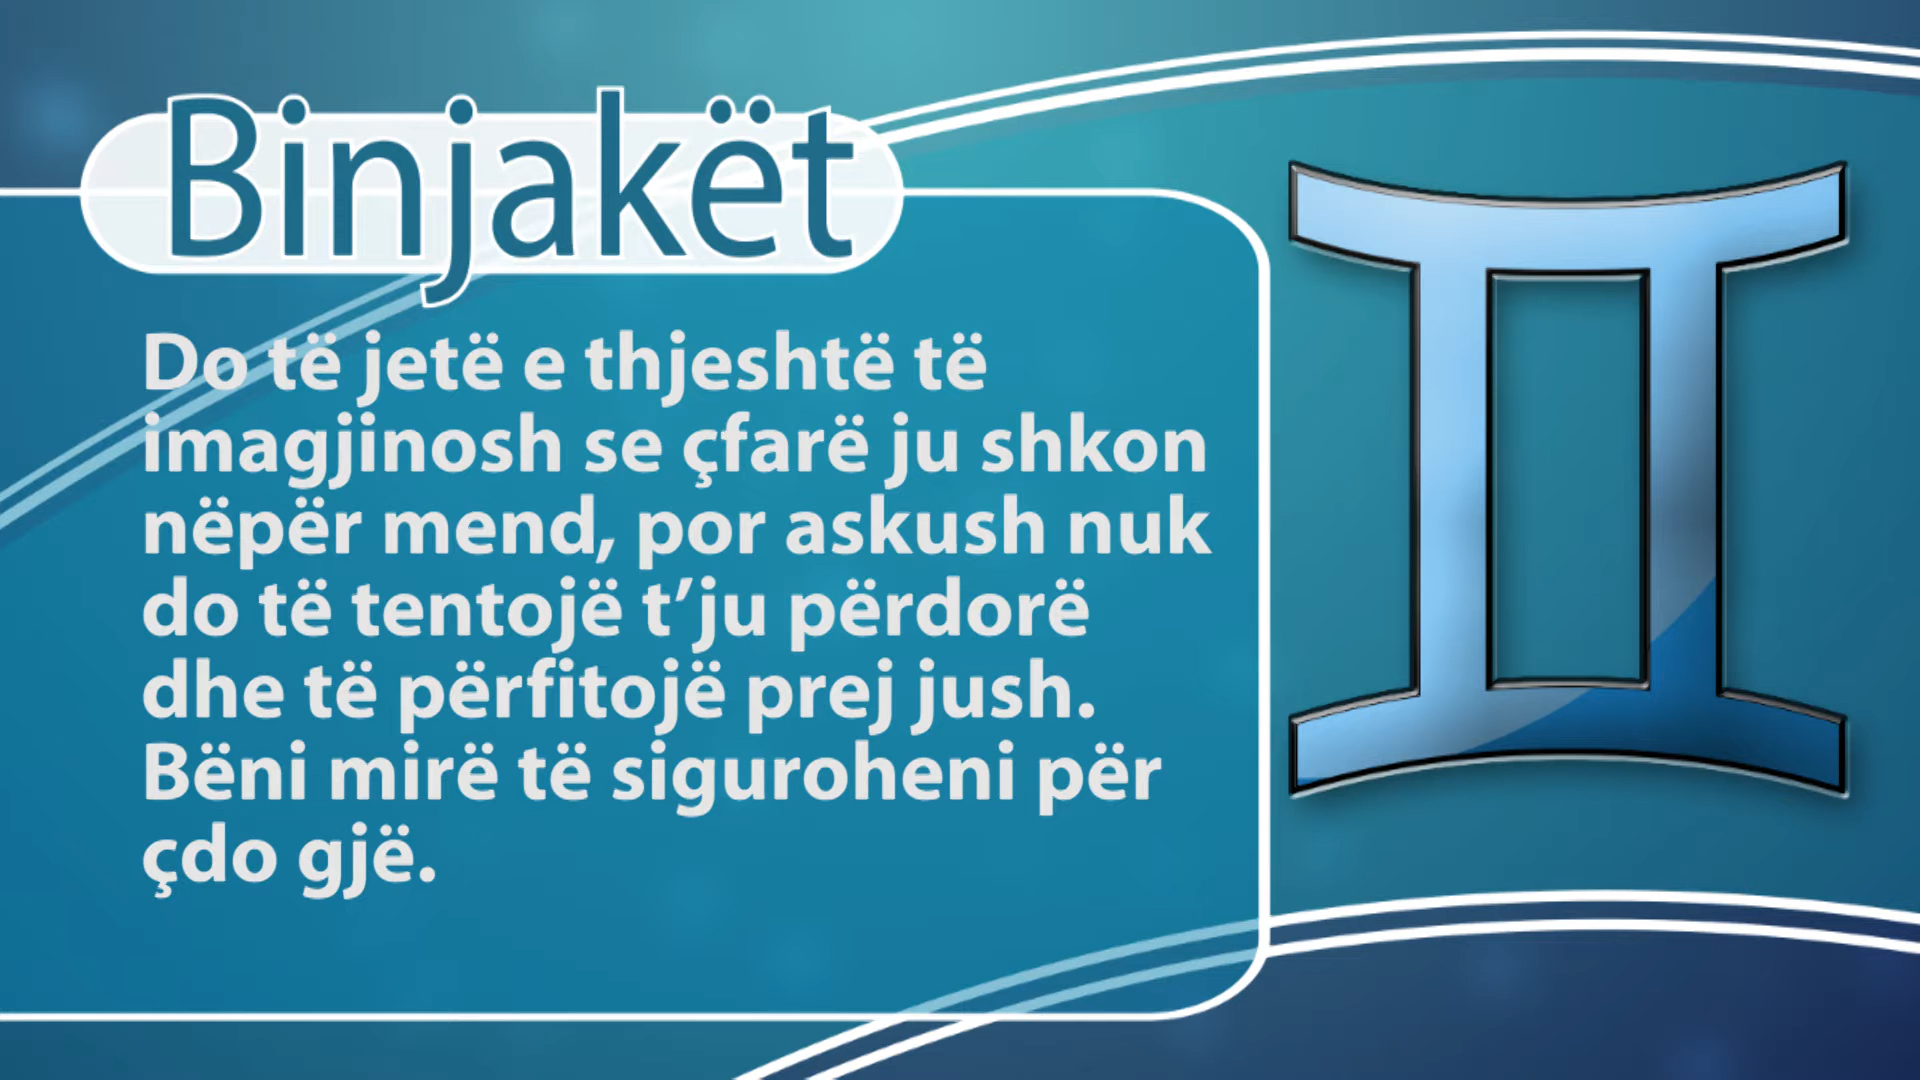 Binjakët
Do të jetë e thjeshtë të
imagjinosh se çfarë ju shkon
nëpër mend, por askush nuk
do të tentojë t’ju përdorë
dhe të përfitojë prej jush.
Bëni mirë të siguroheni për
çdo gjë.